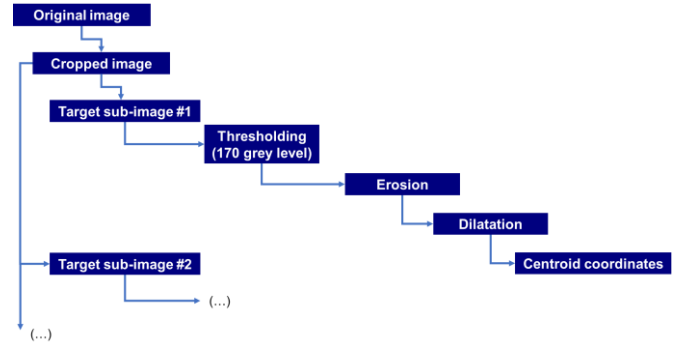 Original image
Cropped image
Target sub-image #1
Thresholding
(170 grey level)
Erosion
Dilatation
Centroid coordinates
Target sub-image #2
(...)
(...)